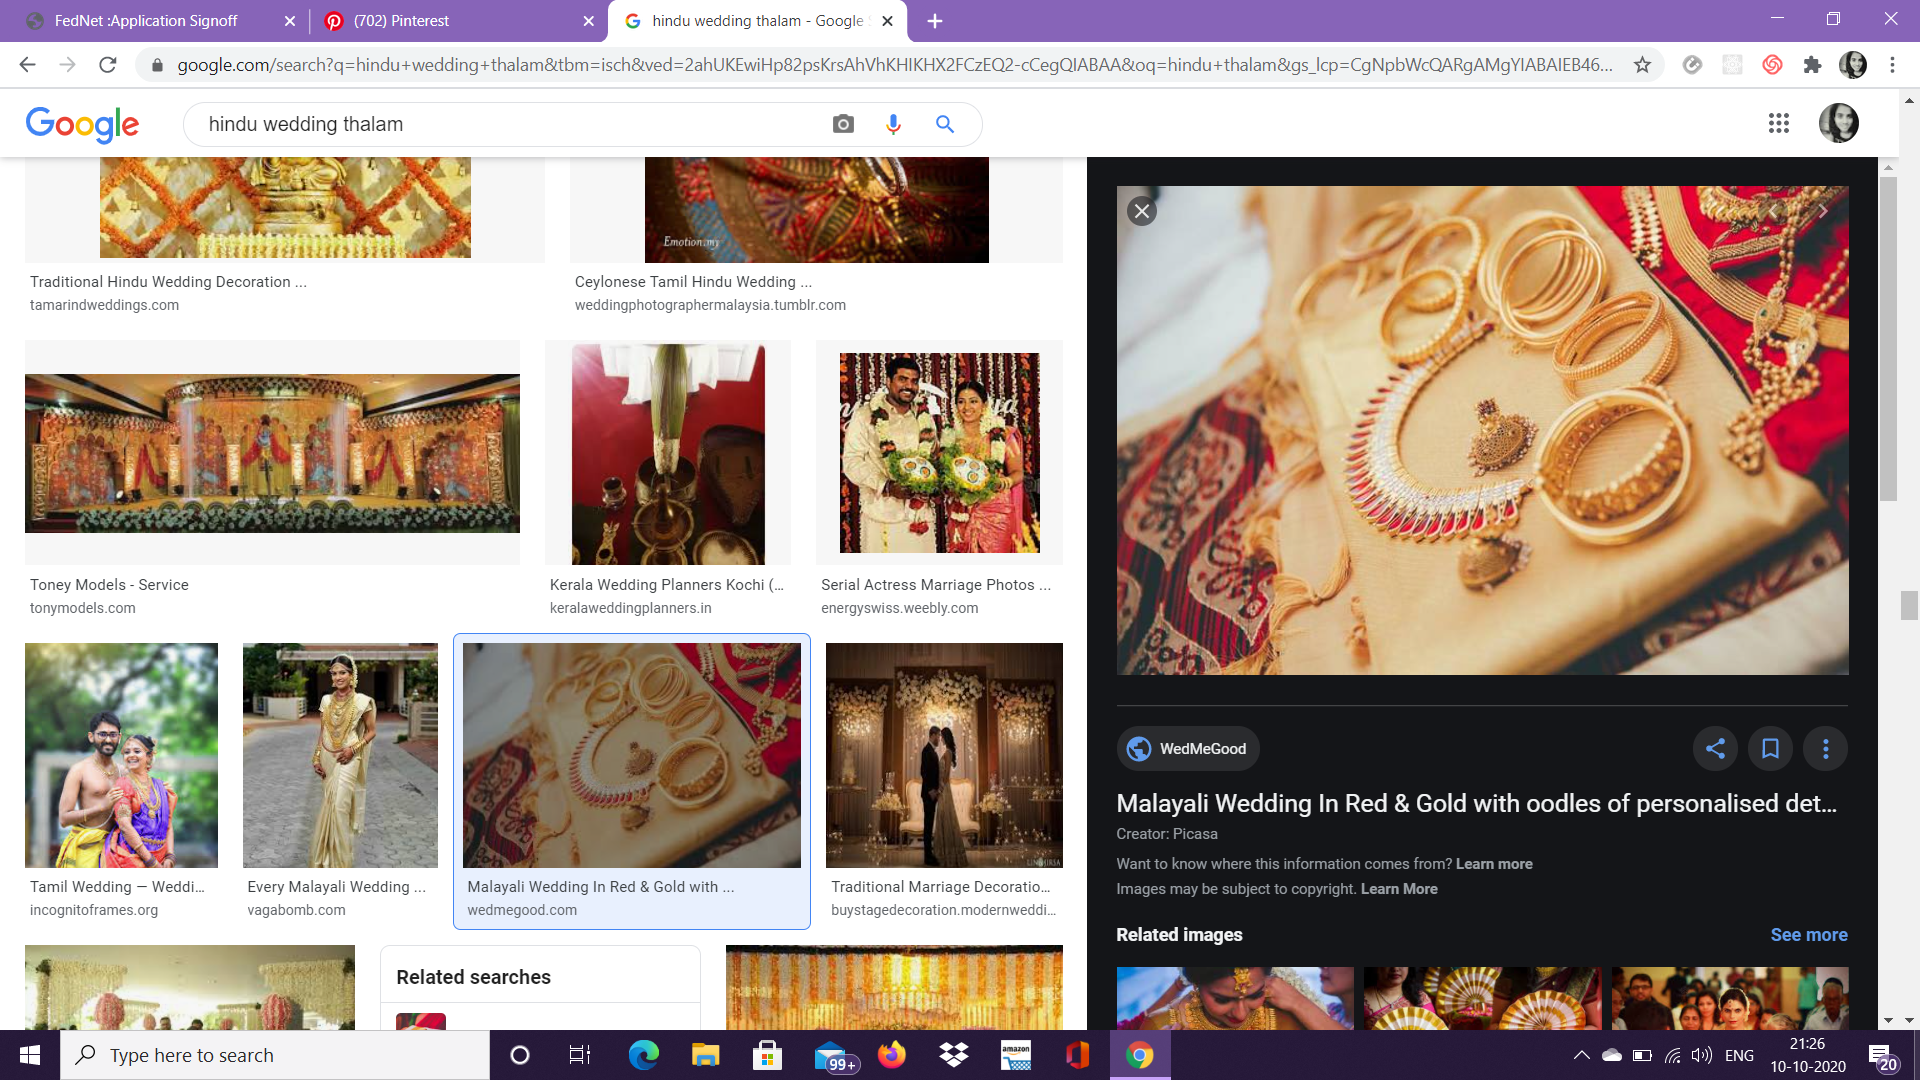 FedNet :Application Signoff
(702) Pinterest
hindu wedding thalam - Google S
google.com/search?q=hindu+wedding+thalam&tbm=isch&ved=2ahUKEwiHp82psKrsAhVhKHIKHX2FCzEQ2-cCegQIABAA&oq=hindu+thalam&gs_lcp=CgNpbWcQARgAMgYIABAIEB46...
Google
hindu wedding thalam
Emotion.my
Traditional Hindu Wedding Decoration ...
tamarindweddings.com
Ceylonese Tamil Hindu Wedding ...
weddingphotographermalaysia.tumblr.com
Toney Models - Service
tonymodels.com
Kerala Wedding Planners Kochi (...
keralaweddingplanners.in
Serial Actress Marriage Photos ...
energyswiss.weebly.com
Tamil Wedding — Weddi...
incognitoframes.org
Every Malayali Wedding ...
vagabomb.com
Malayali Wedding In Red & Gold with ...
wedmegood.com
Traditional Marriage Decoratio...
buystagedecoration.modernweddi...
Related searches
WedMeGood
Malayali Wedding In Red & Gold with oodles of personalised det...
Creator: Picasa
Want to know where this information comes from? Learn more
Images may be subject to copyright. Learn More
Related images
See more
Type here to search
99+
amazon
ENG
21:26
10-10-2020
20